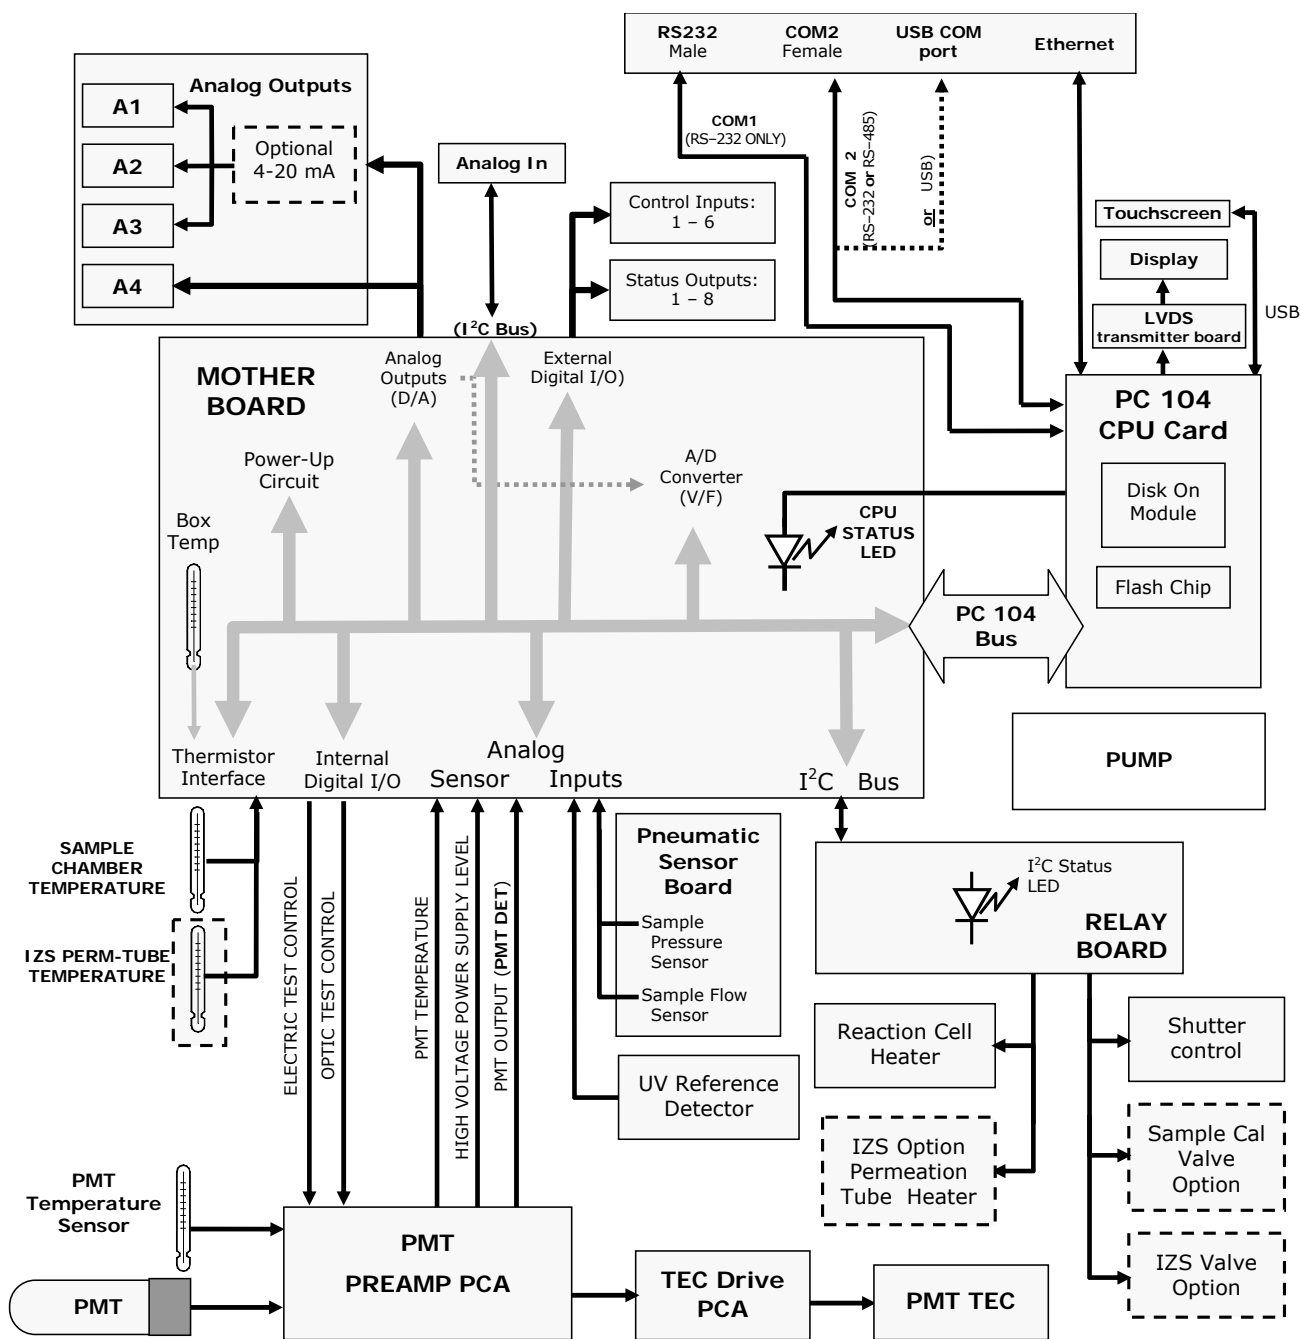 RS232
Male
COM2
Female
USB COM
port
Ethernet
Analog Outputs
A1
A2
A3
A4
Optional
4-20 mA
Analog In
Control Inputs:
1 – 6
Status Outputs:
1 – 8
COM1
(RS–232 ONLY)
COM 2
(RS–232 or RS–485)
or USB)
Touchscreen
Display
LVDS
transmitter board
USB
(I²C Bus)
MOTHER
BOARD
Analog
Outputs
(D/A)
External
Digital I/O)
Power-Up
Circuit
A/D
Converter
(V/F)
Box
Temp
CPU
STATUS
LED
PC 104
CPU Card
Disk On
Module
Flash Chip
PC 104
Bus
Thermistor
Interface
Internal
Digital I/O
Analog
Sensor Inputs
I²C Bus
PUMP
SAMPLE
CHAMBER
TEMPERATURE
IZS PERM-TUBE
TEMPERATURE
ELECTRIC TEST CONTROL
OPTIC TEST CONTROL
PMT TEMPERATURE
HIGH VOLTAGE POWER SUPPLY LEVEL
PMT OUTPUT (PMT DET)
Pneumatic
Sensor
Board
Sample
Pressure
Sensor
Sample Flow
Sensor
UV Reference
Detector
I²C Status
LED
RELAY
BOARD
Reaction Cell
Heater
IZS Option
Permeation
Tube Heater
Shutter
control
Sample Cal
Valve
Option
IZS Valve
Option
PMT
Temperature
Sensor
PMT
PMT
PREAMP PCA
TEC Drive
PCA
PMT TEC